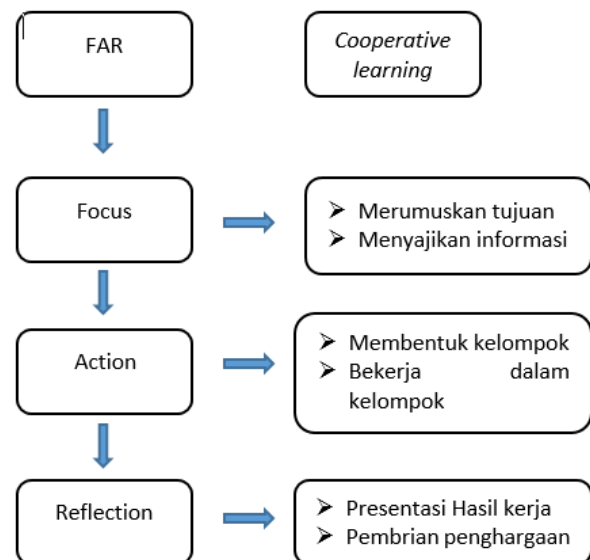 FAR
Cooperative
learning
Focus
➢ Merumuskan tujuan
➢ Menyajikan informasi
Action
➢ Membentuk kelompok
➢ Bekerja dalam
kelompok
Reflection
➢ Presentasi Hasil kerja
➢ Pembrian penghargaan